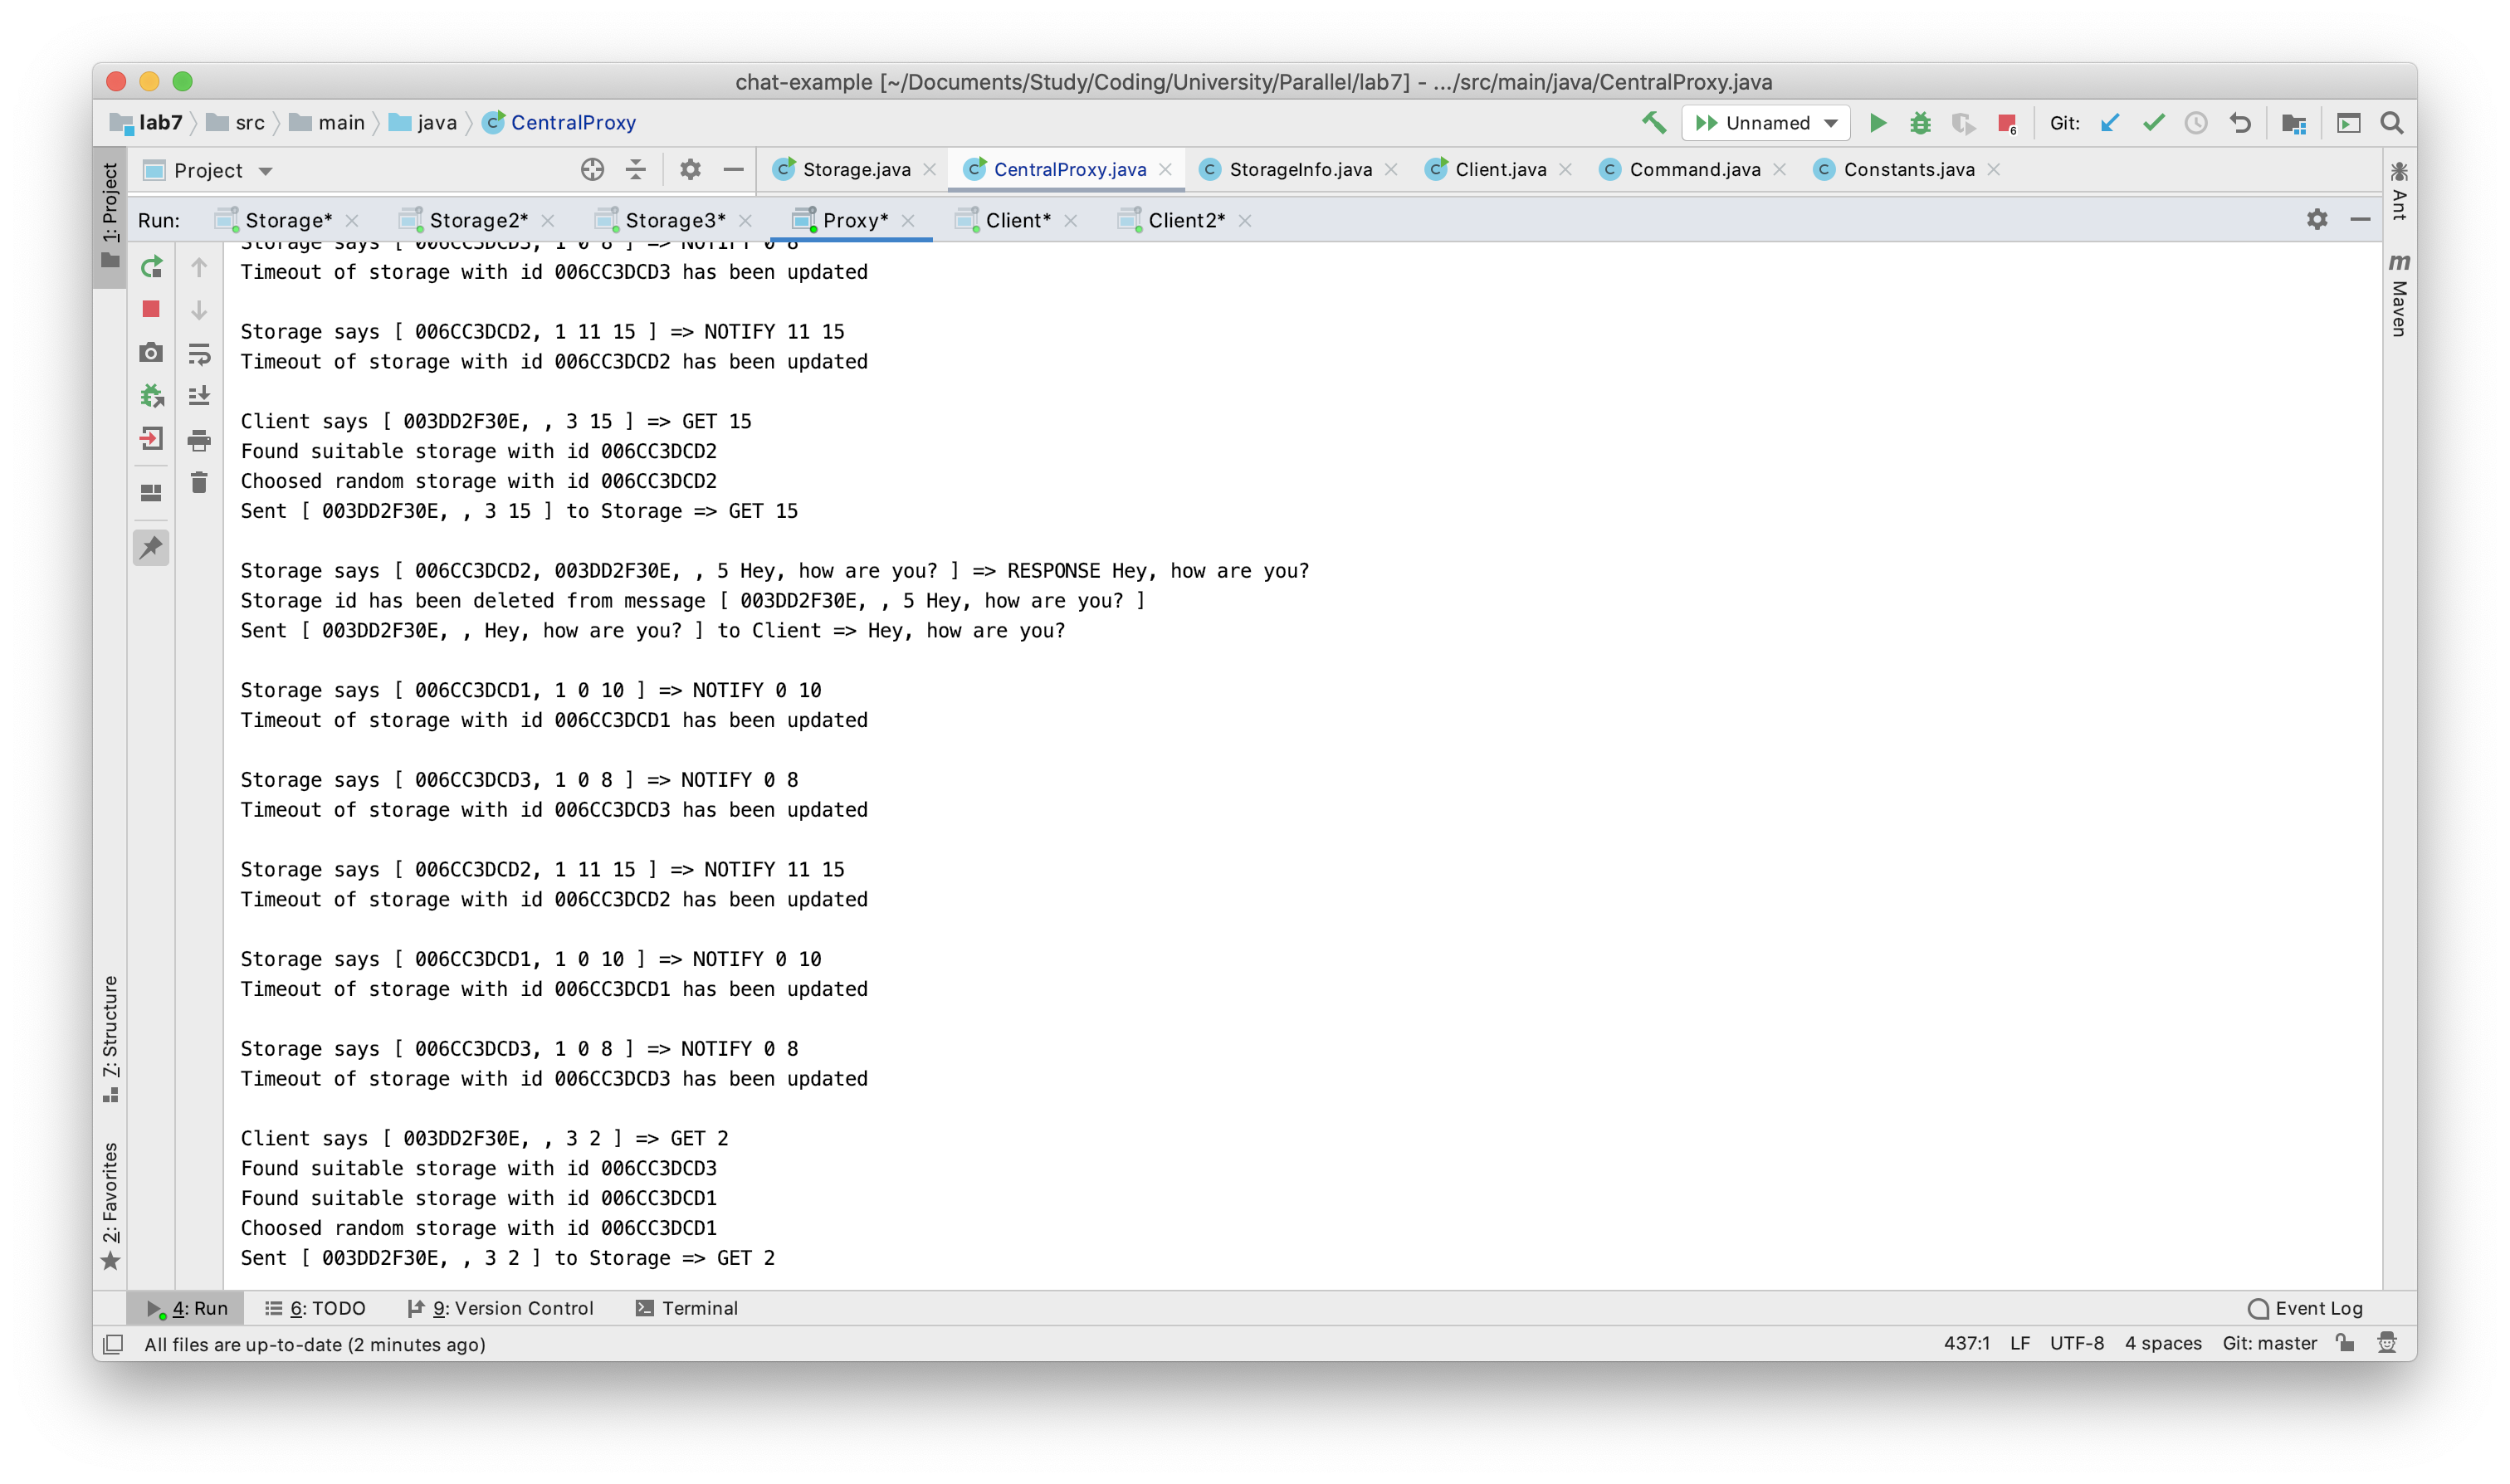 chat-example [~/Documents/Study/Coding/University/Parallel/lab7] - .../src/main/java/CentralProxy.java
lab7 src main java CentralProxy Unnamed 6 Git:
1: Project Project Storage.java CentralProxy.java StorageInfo.java Client.java Command.java Constants.java Ant
Run: Storage* Storage2* Storage3* Proxy* Client* Client2*
Storage says [ 006CC3DCD3, 1 0 8 ] => NOTIFY 0 8
Timeout of storage with id 006CC3DCD3 has been updated
m Maven
Storage says [ 006CC3DCD2, 1 11 15 ] => NOTIFY 11 15
Timeout of storage with id 006CC3DCD2 has been updated
Client says [ 003DD2F30E, , 3 15 ] => GET 15
Found suitable storage with id 006CC3DCD2
Choosed random storage with id 006CC3DCD2
Sent [ 003DD2F30E, , 3 15 ] to Storage => GET 15
Storage says [ 006CC3DCD2, 003DD2F30E, , 5 Hey, how are you? ] => RESPONSE Hey, how are you?
Storage id has been deleted from message [ 003DD2F30E, , 5 Hey, how are you? ]
Sent [ 003DD2F30E, , Hey, how are you? ] to Client => Hey, how are you?
Storage says [ 006CC3DCD1, 1 0 10 ] => NOTIFY 0 10
Timeout of storage with id 006CC3DCD1 has been updated
Storage says [ 006CC3DCD3, 1 0 8 ] => NOTIFY 0 8
Timeout of storage with id 006CC3DCD3 has been updated
Storage says [ 006CC3DCD2, 1 11 15 ] => NOTIFY 11 15
Timeout of storage with id 006CC3DCD2 has been updated
Storage says [ 006CC3DCD1, 1 0 10 ] => NOTIFY 0 10
Timeout of storage with id 006CC3DCD1 has been updated
7: Structure
Storage says [ 006CC3DCD3, 1 0 8 ] => NOTIFY 0 8
Timeout of storage with id 006CC3DCD3 has been updated
Client says [ 003DD2F30E, , 3 2 ] => GET 2
Found suitable storage with id 006CC3DCD3
Found suitable storage with id 006CC3DCD1
Choosed random storage with id 006CC3DCD1
Sent [ 003DD2F30E, , 3 2 ] to Storage => GET 2
2: Favorites
4: Run 6: TODO 9: Version Control Terminal Event Log
All files are up-to-date (2 minutes ago) 437:1 LF UTF-8 4 spaces Git: master